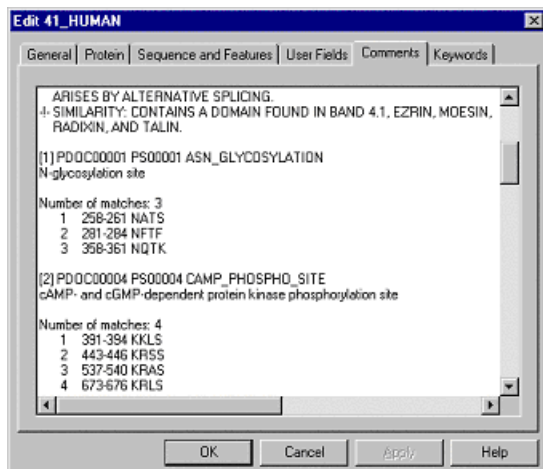 Edit 41_HUMAN
General Protein Sequence and Features User Fields Comments Keywords
ARISES BY ALTERNATIVE SPLICING.
-!- SIMILARITY: CONTAINS A DOMAIN FOUND IN BAND 4.1, EZRIN, MOESIN,
RADIXIN, AND TALIN.
[1] PDOC00001 PS00001 ASN_GLYCOSYLATION
N-glycosylation site
Number of matches: 3
1 258-261 NATS
2 281-284 NFTF
3 358-361 NQTK
[2] PDOC00004 PS00004 CAMP_PHOSPHO_SITE
cAMP- and cGMP-dependent protein kinase phosphorylation site
Number of matches: 4
1 391-394 KKLS
2 443-446 KRSS
3 537-540 KRAS
4 673-676 KRLS
OK Cancel Apply Help